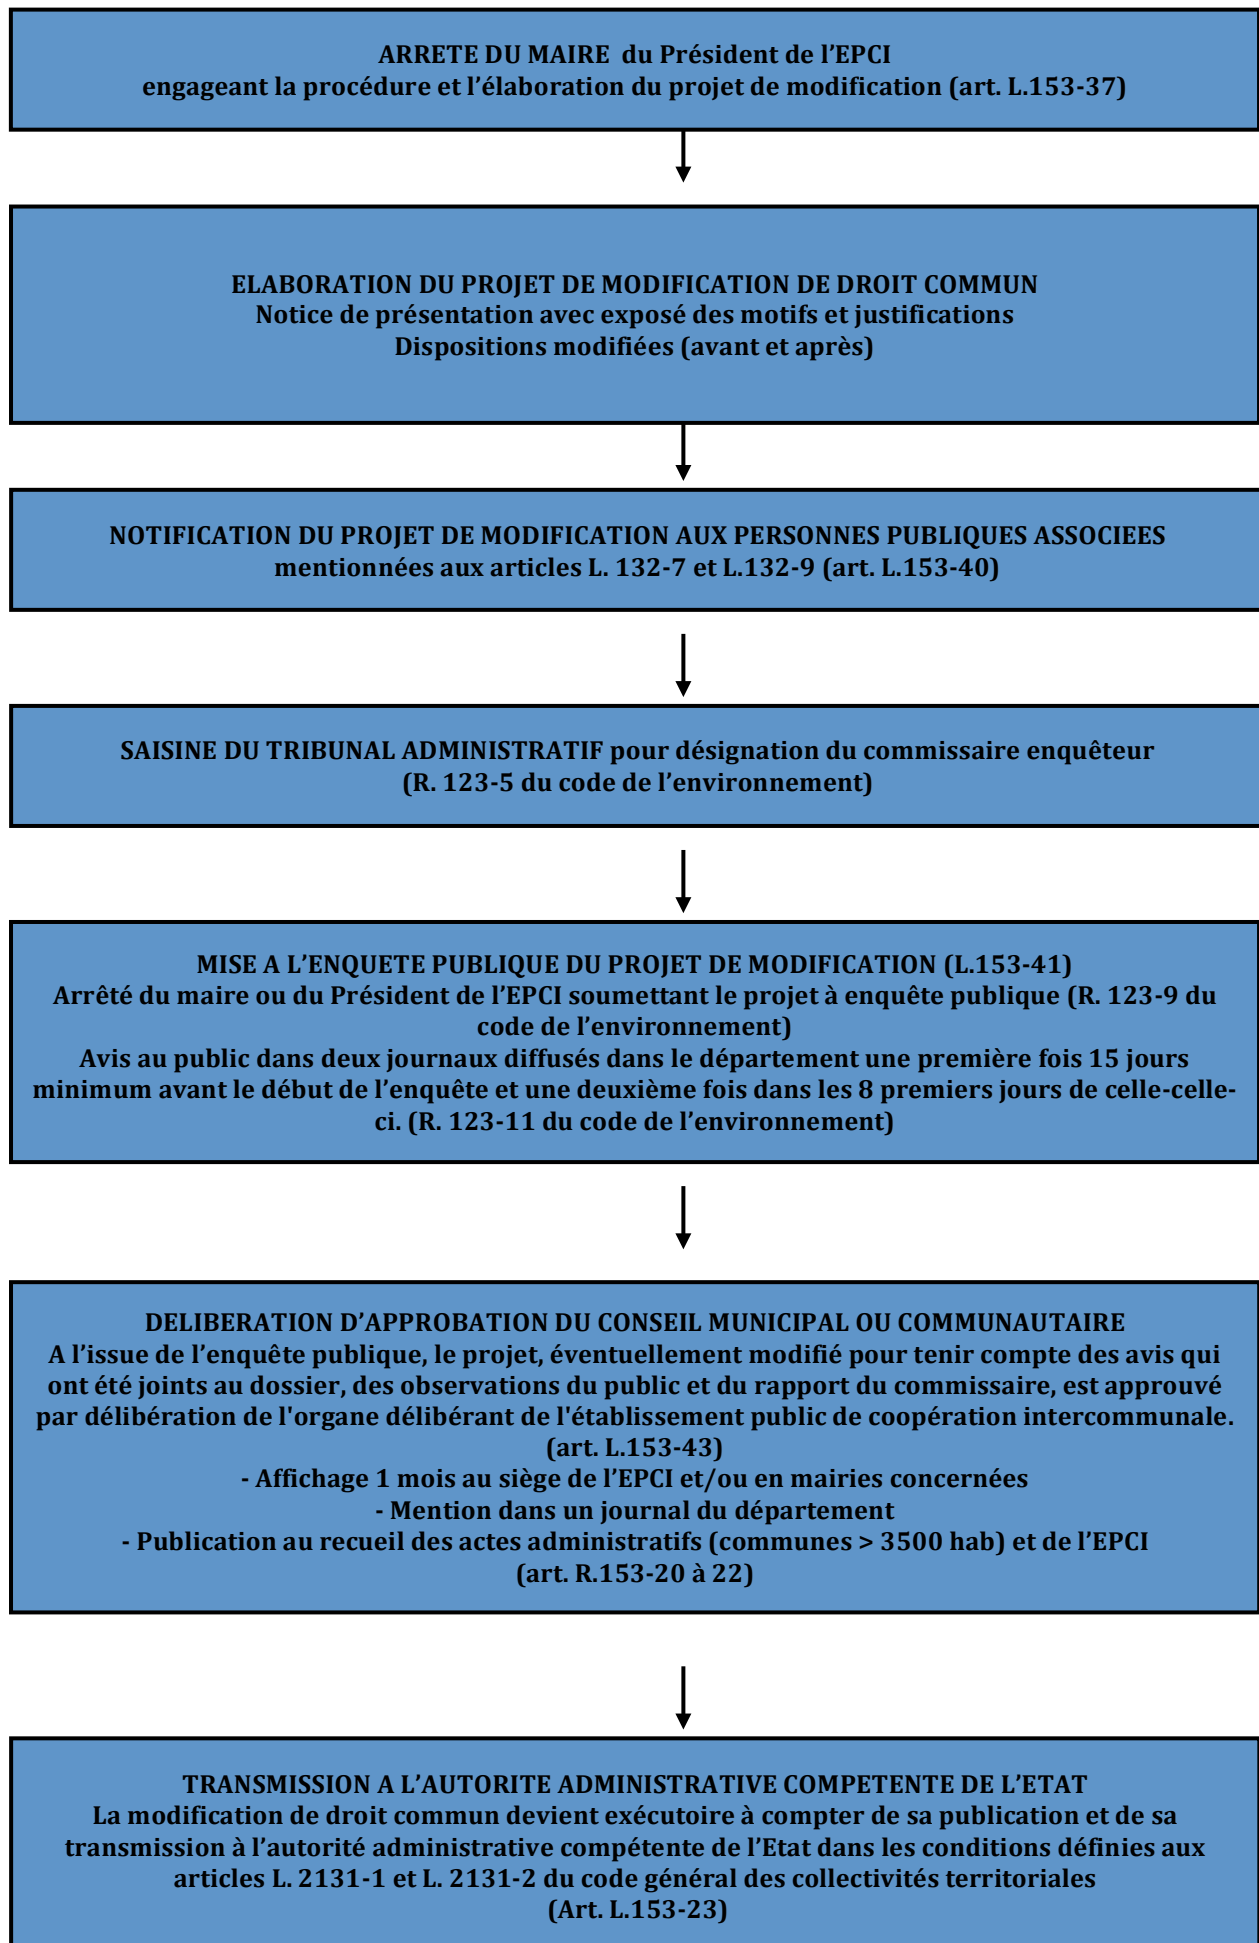 ARRETE DU MAIRE  du Président de l’EPCI
engageant la procédure et l’élaboration du projet de modification (art. L.153-37)
ELABORATION DU PROJET DE MODIFICATION DE DROIT COMMUN
Notice de présentation avec exposé des motifs et justifications
Dispositions modifiées (avant et après)
NOTIFICATION DU PROJET DE MODIFICATION AUX PERSONNES PUBLIQUES ASSOCIEES
mentionnées aux articles L. 132-7 et L.132-9 (art. L.153-40)
SAISINE DU TRIBUNAL ADMINISTRATIF pour désignation du commissaire enquêteur
(R. 123-5 du code de l’environnement)
MISE A L’ENQUETE PUBLIQUE DU PROJET DE MODIFICATION (L.153-41)
Arrêté du maire ou du Président de l’EPCI soumettant le projet à enquête publique (R. 123-9 du
code de l’environnement)
Avis au public dans deux journaux diffusés dans le département une première fois 15 jours
minimum avant le début de l’enquête et une deuxième fois dans les 8 premiers jours de celle-celle-
ci. (R. 123-11 du code de l’environnement)
DELIBERATION D’APPROBATION DU CONSEIL MUNICIPAL OU COMMUNAUTAIRE
A l’issue de l’enquête publique, le projet, éventuellement modifié pour tenir compte des avis qui
ont été joints au dossier, des observations du public et du rapport du commissaire, est approuvé
par délibération de l'organe délibérant de l'établissement public de coopération intercommunale.
(art. L.153-43)
- Affichage 1 mois au siège de l’EPCI et/ou en mairies concernées
- Mention dans un journal du département
- Publication au recueil des actes administratifs (communes > 3500 hab) et de l’EPCI
(art. R.153-20 à 22)
TRANSMISSION A L’AUTORITE ADMINISTRATIVE COMPETENTE DE L’ETAT
La modification de droit commun devient exécutoire à compter de sa publication et de sa
transmission à l’autorité administrative compétente de l’Etat dans les conditions définies aux
articles L. 2131-1 et L. 2131-2 du code général des collectivités territoriales
(Art. L.153-23)